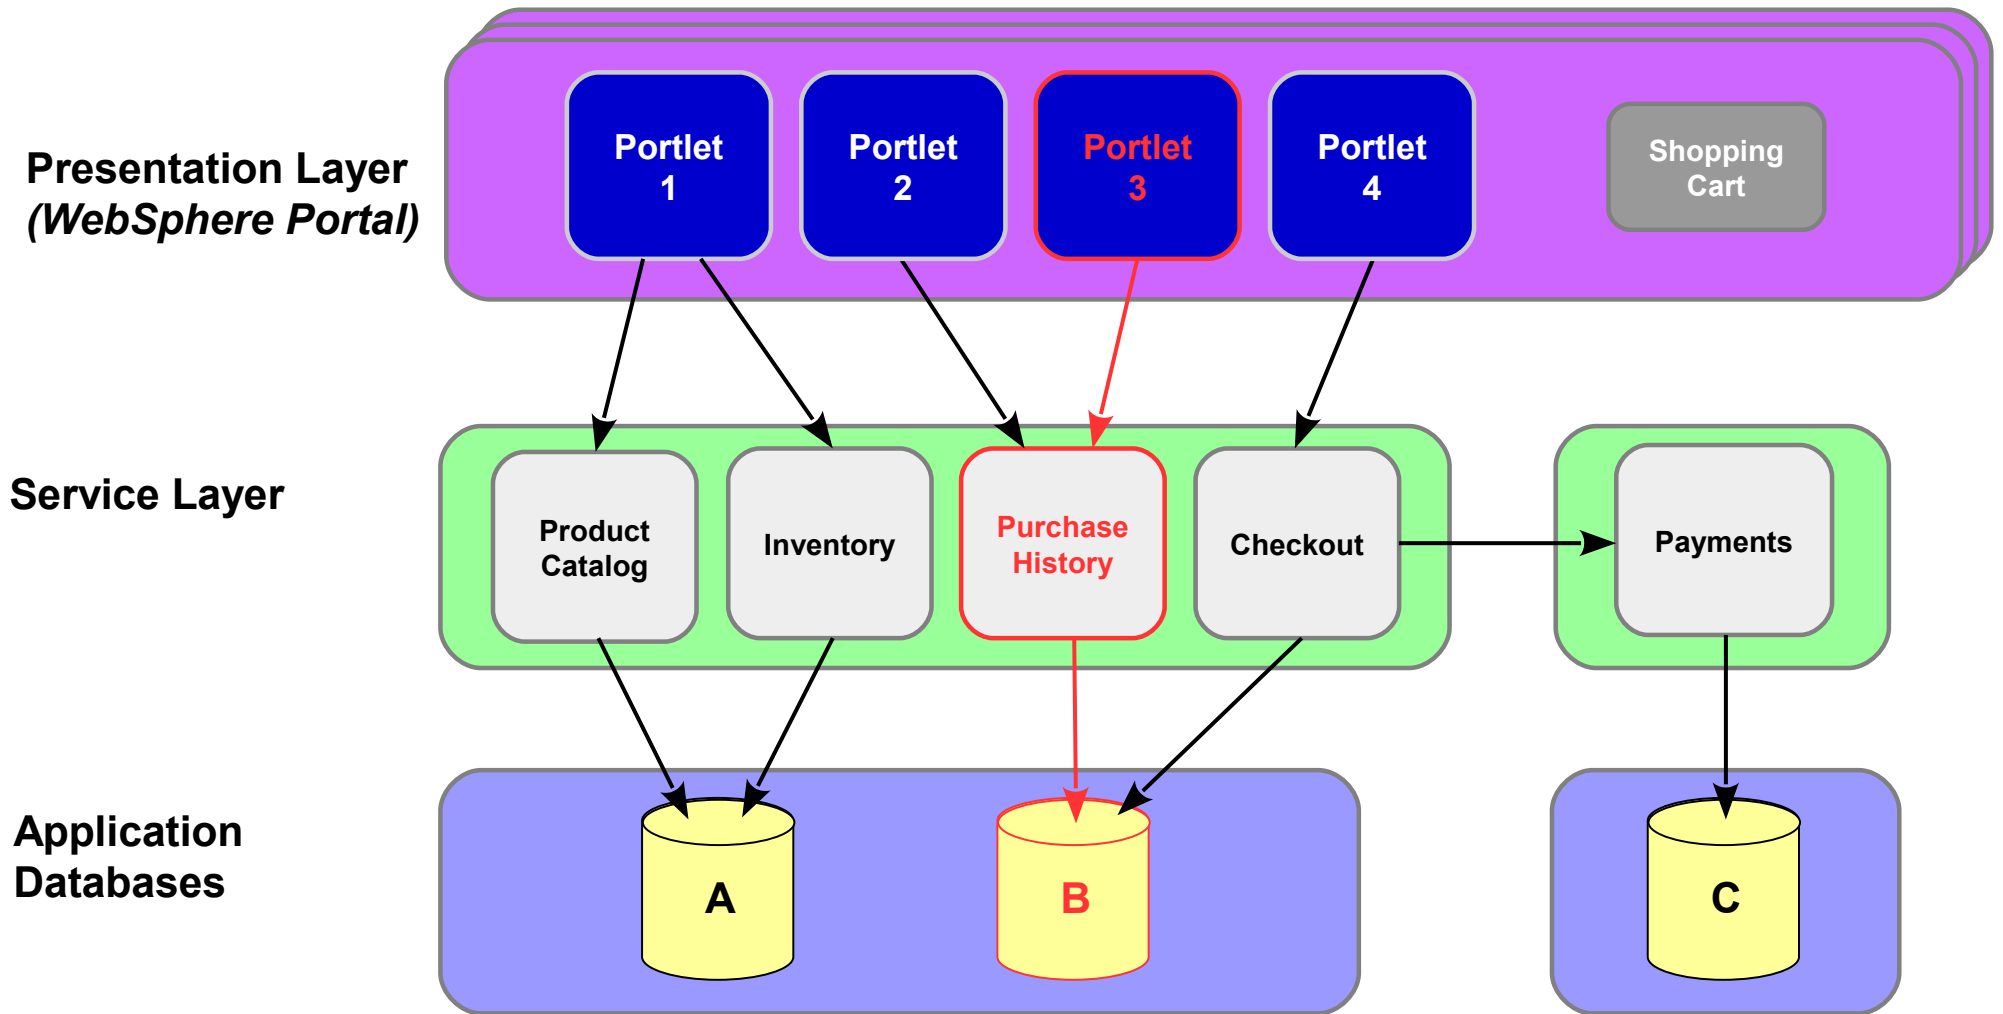 Presentation Layer
(WebSphere Portal)
Portlet
1
Portlet
2
Portlet
3
Portlet
4
Shopping
Cart
Service Layer
Product
Catalog
Inventory
Purchase
History
Checkout
Payments
Application
Databases
A
B
C